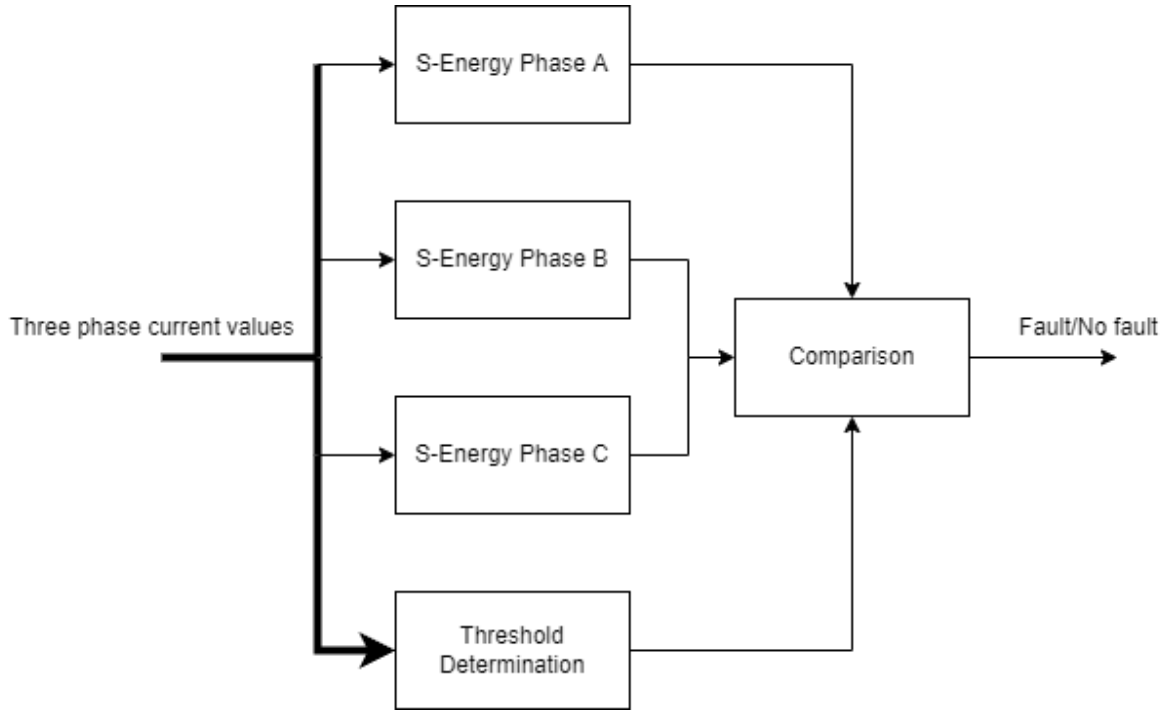 S-Energy Phase A
S-Energy Phase B
Three phase current values
Fault/No fault
Comparison
S-Energy Phase C
Threshold
Determination